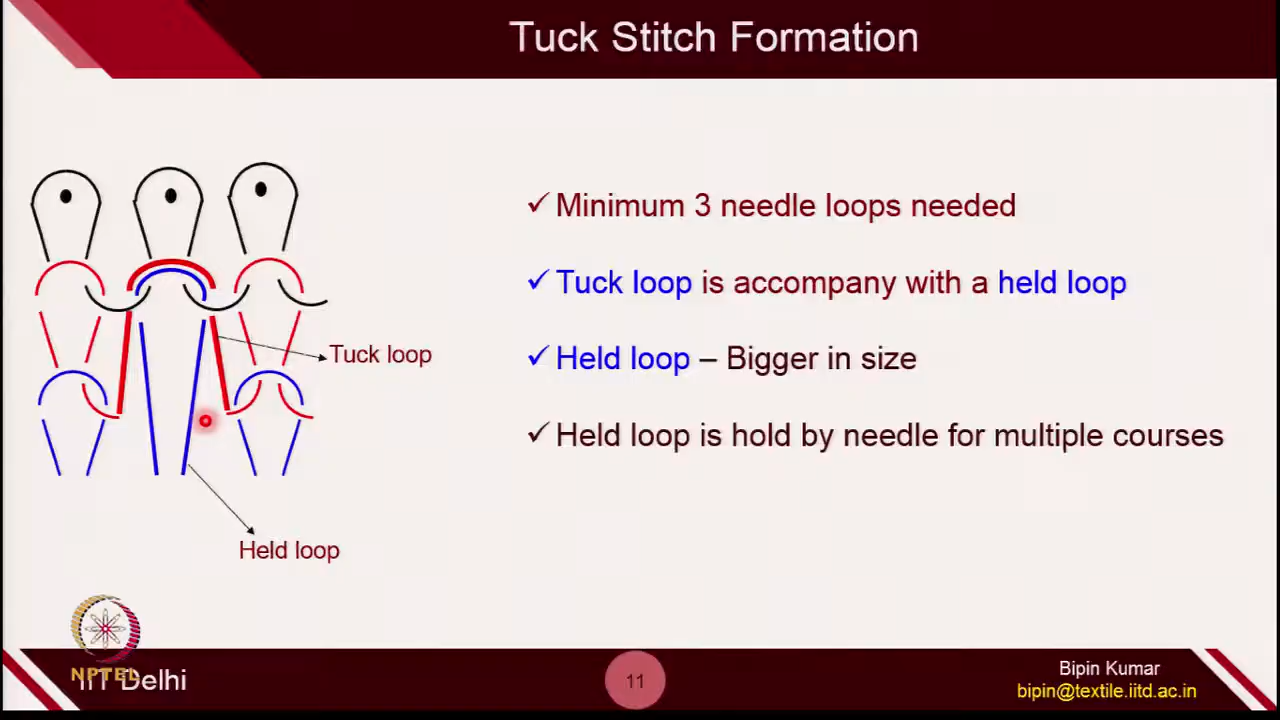 Tuck Stitch Formation
✓ Minimum 3 needle loops needed
✓ Tuck loop is accompany with a held loop
✓ Held loop – Bigger in size
✓ Held loop is hold by needle for multiple courses
Tuck loop
Held loop
NPTEL
IIT Delhi
11
Bipin Kumar
bipin@textile.iitd.ac.in